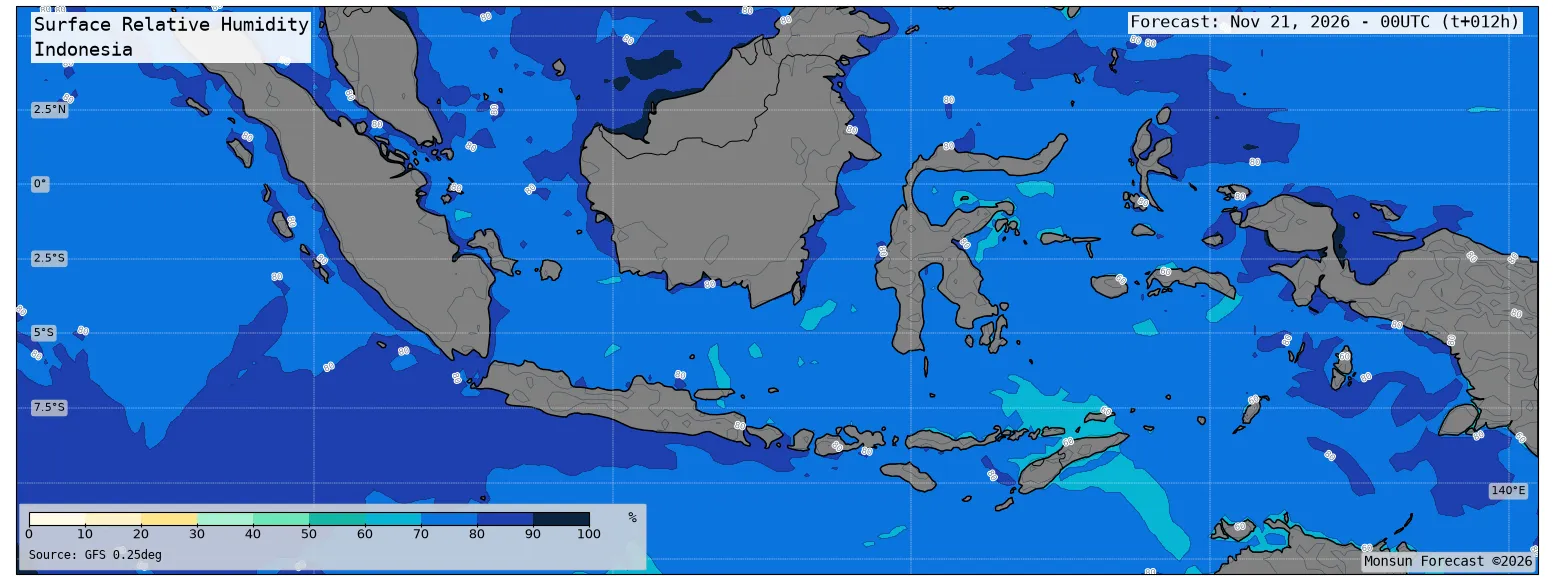 Surface Relative Humidity
Indonesia
Forecast: Nov 21, 2026 - 00UTC (t+012h)
2.5°N
0°
2.5°S
5°S
7.5°S
140°E
%
0 10 20 30 40 50 60 70 80 90 100
Source: GFS 0.25deg
Monsun Forecast ©2026